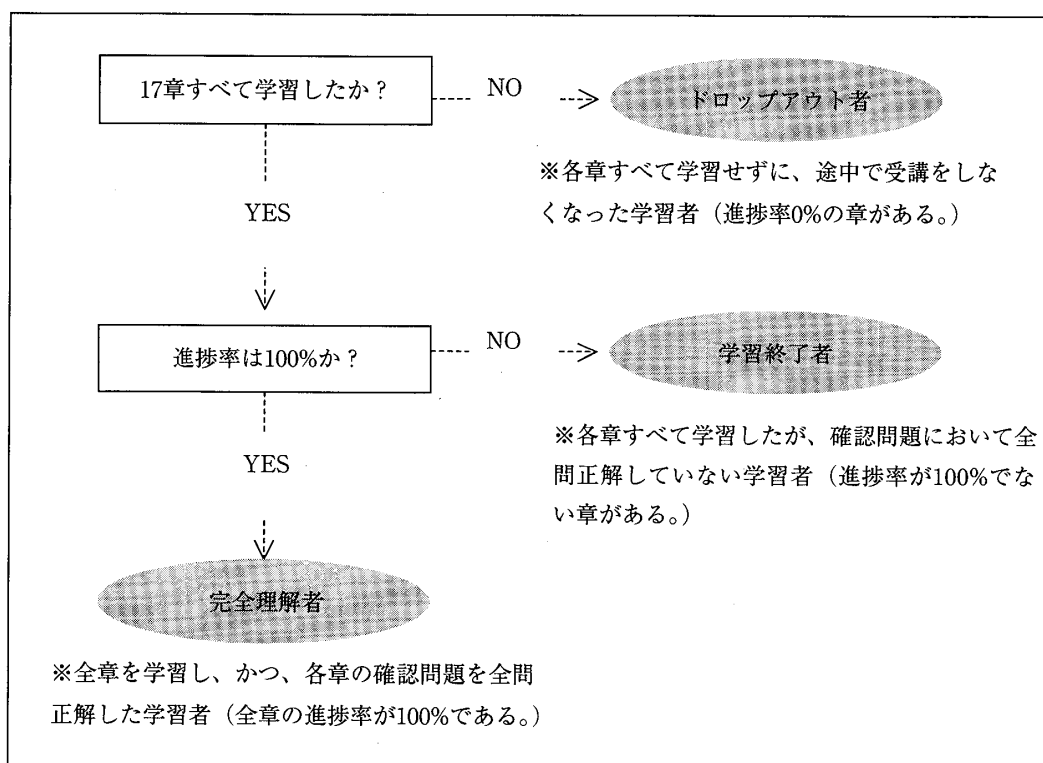 17章すべて学習したか？
NO
ドロップアウト者
※各章すべて学習せずに、途中で受講をしな
くなった学習者（進捗率0%の章がある。）
YES
進捗率は100%か？
NO
学習終了者
※各章すべて学習したが、確認問題において全
問正解していない学習者（進捗率が100%でな
い章がある。）
YES
完全理解者
※全章を学習し、かつ、各章の確認問題を全問
正解した学習者（全章の進捗率が100%である。）